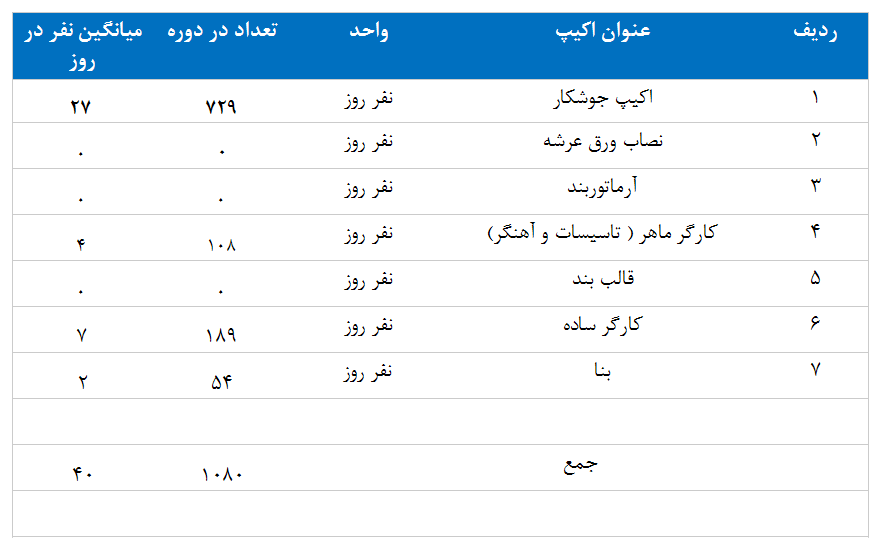 ردیف عنوان اکیپ واحد تعداد در دوره میانگین نفر در روز
۱ اکیپ جوشکار نفر روز ۷۲۹ ۲۷
۲ نصاب ورق عرشه نفر روز ۰ ۰
۳ آرماتوربند نفر روز ۰ ۰
۴ کارگر ماهر ( تاسیسات و آهنگر) نفر روز ۱۰۸ ۴
۵ قالب بند نفر روز ۰ ۰
۶ کارگر ساده نفر روز ۱۸۹ ۷
۷ بنا نفر روز ۵۴ ۲
جمع ۱۰۸۰ ۴۰